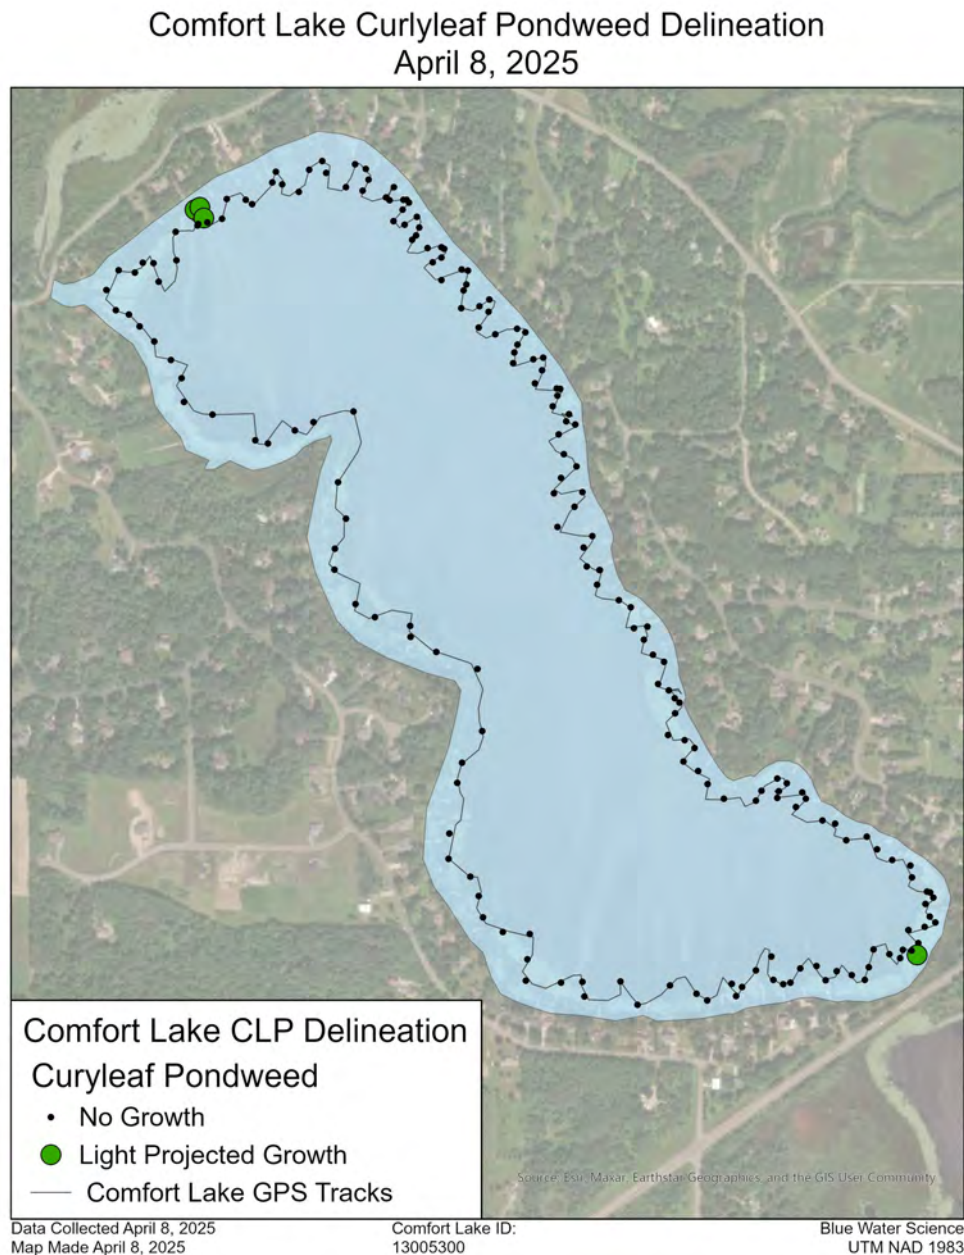 Comfort Lake Curlyleaf Pondweed Delineation
April 8, 2025
Comfort Lake CLP Delineation
Curyleaf Pondweed
No Growth
Light Projected Growth
Comfort Lake GPS Tracks
Source: Esri, Maxar, Earthstar Geographics, and the GIS User Community
Data Collected April 8, 2025
Map Made April 8, 2025
Comfort Lake ID:
13005300
Blue Water Science
UTM NAD 1983